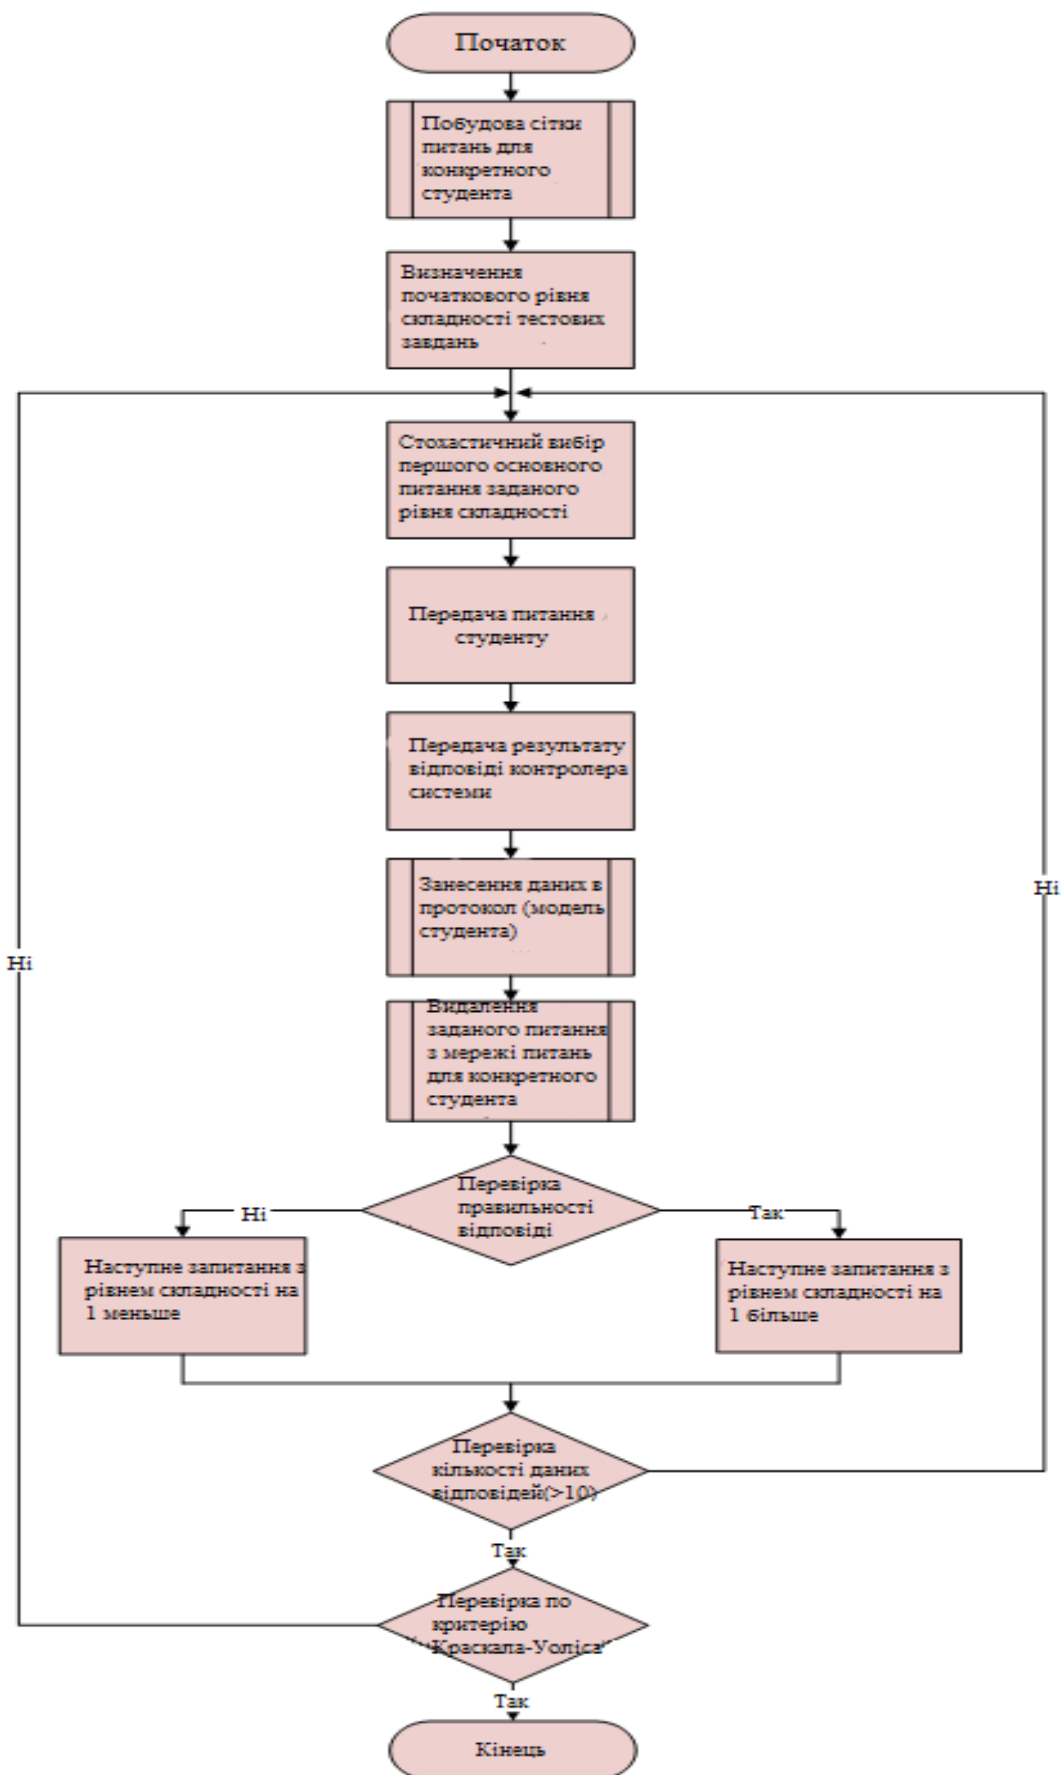 Початок
Побудова сітки
питань для
конкретного
студента
Визначення
початкового рівня
складності тестових
завдань
Стохастичний вибір
першого основного
питання заданого
рівня складності
Передача питання
студенту
Передача результату
відповіді контролера
системи
Занесення даних в
протокол (модель
студента)
Ні
Ні
Видалення
заданого питання
з мережі питань
для конкретного
студента
Перевірка
правильності
відповіді
Ні
Так
Наступне запитання з
рівнем складності на
1 меньше
Наступне запитання з
рівнем складності на
1 більше
Перевірка
кількості даних
відповідей(>10)
Так
Перевірка по
критерію
"Краскала-Уоліса"
Так
Кінець